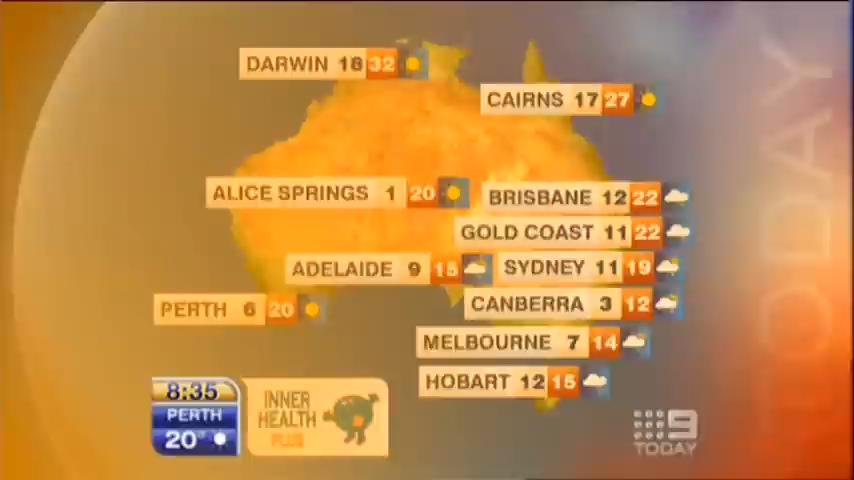 DARWIN 18 32
CAIRNS 17 27
ALICE SPRINGS 1 20
BRISBANE 12 22
GOLD COAST 11 22
ADELAIDE 9 15
SYDNEY 11 19
PERTH 6 20
CANBERRA 3 12
MELBOURNE 7 14
HOBART 12 15
8:35
PERTH
20°
INNER
HEALTH
PLUS
9
TODAY
TODAY